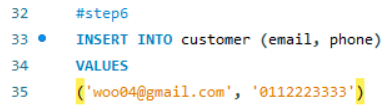 32 #step6
33 INSERT INTO customer (email, phone)
34 VALUES
35 ('woo04@gmail.com', '0112223333')